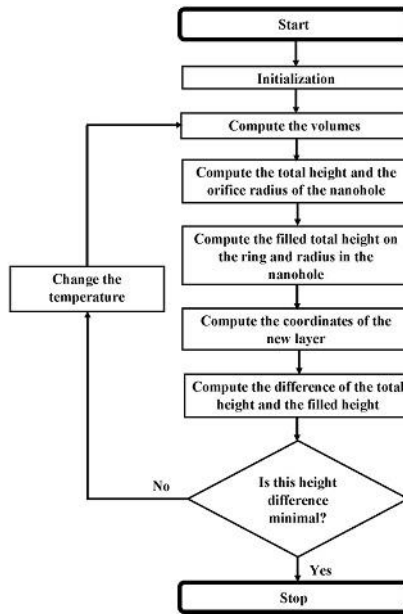 Start
Initialization
Compute the volumes
Compute the total height and the
orifice radius of the nanohole
Compute the filled total height on
the ring and radius in the
nanohole
Change the
temperature
Compute the coordinates of the
new layer
Compute the difference of the total
height and the filled height
No
Is this height
difference
minimal?
Yes
Stop